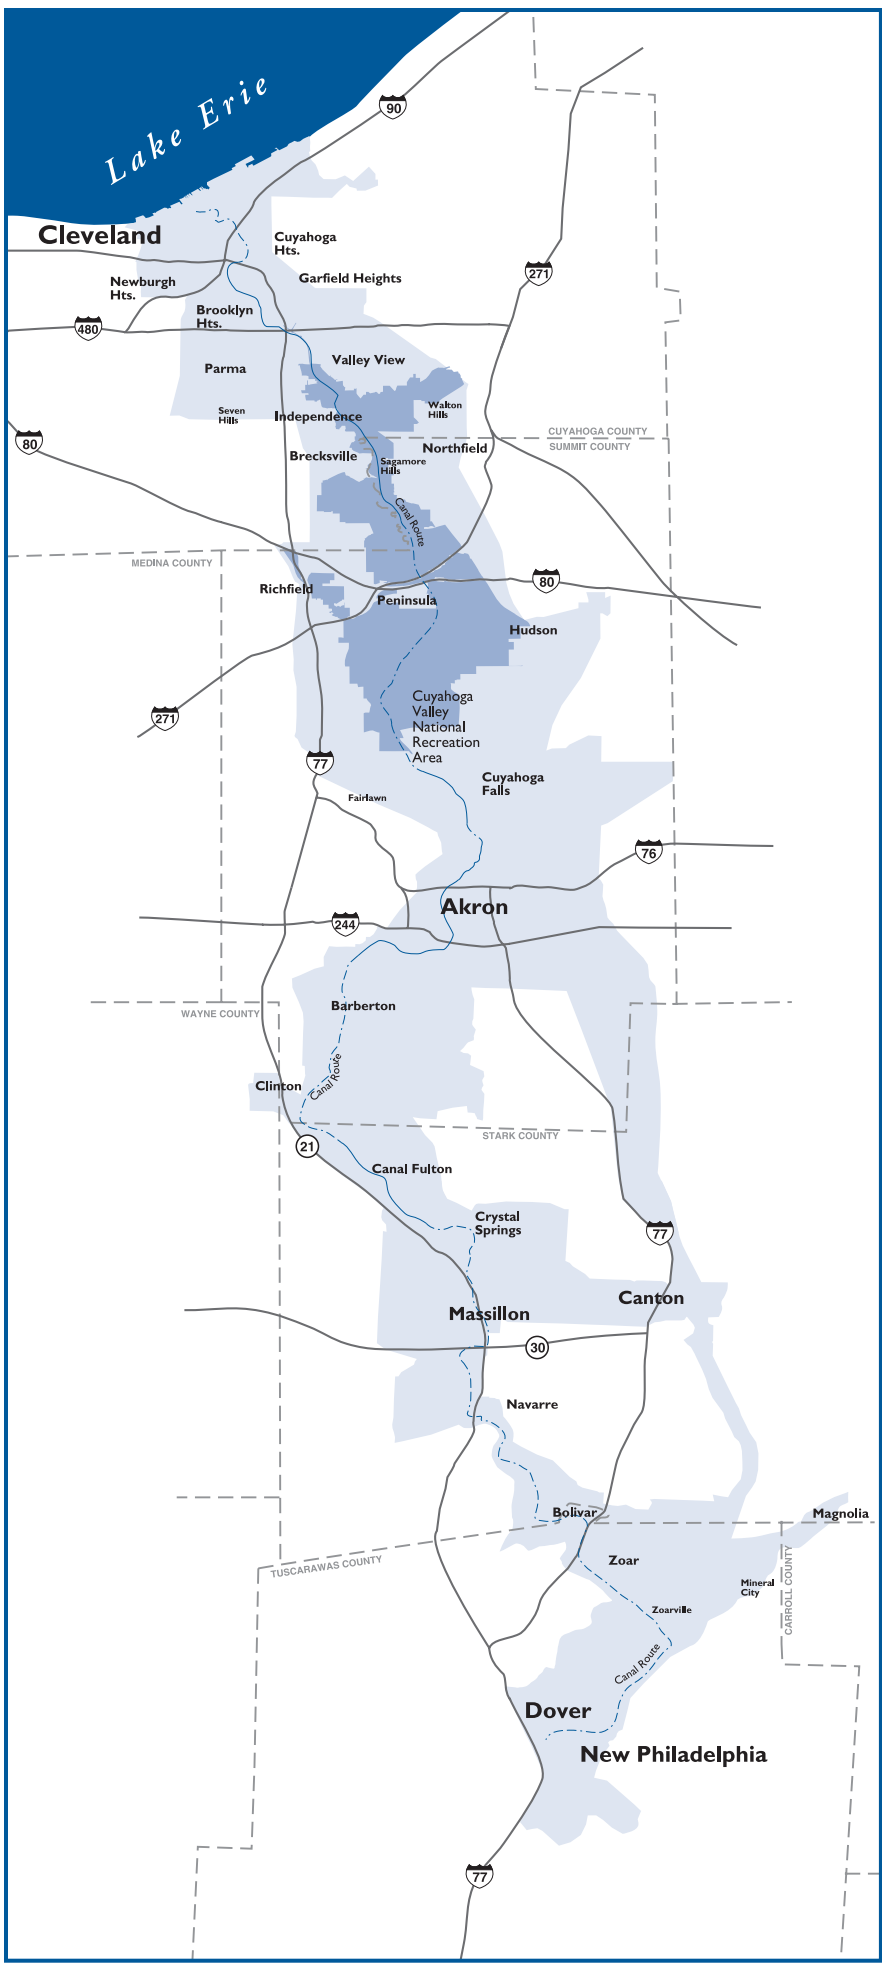 90
Lake Erie
Cleveland
Cuyahoga
Hts.
271
Garfield Heights
Newburgh
Hts.
Brooklyn
Hts.
480
Valley View
Parma
Walton
Hills
Seven
Hills
Independence
CUYAHOGA COUNTY
SUMMIT COUNTY
80
Northfield
Brecksville
Sagamore
Hills
Canal Route
MEDINA COUNTY
80
Richfield
Peninsula
Hudson
Cuyahoga
Valley
National
Recreation
Area
271
77
Cuyahoga
Falls
Fairlawn
76
Akron
244
Barberton
WAYNE COUNTY
Canal Route
Clinton
STARK COUNTY
21
Canal Fulton
Crystal
Springs
77
Canton
Massillon
30
Navarre
Bolivar
Magnolia
Zoar
TUSCARAWAS COUNTY
CARROLL COUNTY
Mineral
City
Zoarville
Canal Route
Dover
New Philadelphia
77